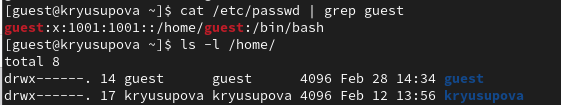 [guest@kryusupova ~]$ cat /etc/passwd | grep guest
guest:x:1001:1001::/home/guest:/bin/bash
[guest@kryusupova ~]$ ls -l /home/
total 8
drwx------. 14 guest      guest      4096 Feb 28 14:34 guest
drwx------. 17 kryusupova kryusupova 4096 Feb 12 13:56 kryusupova